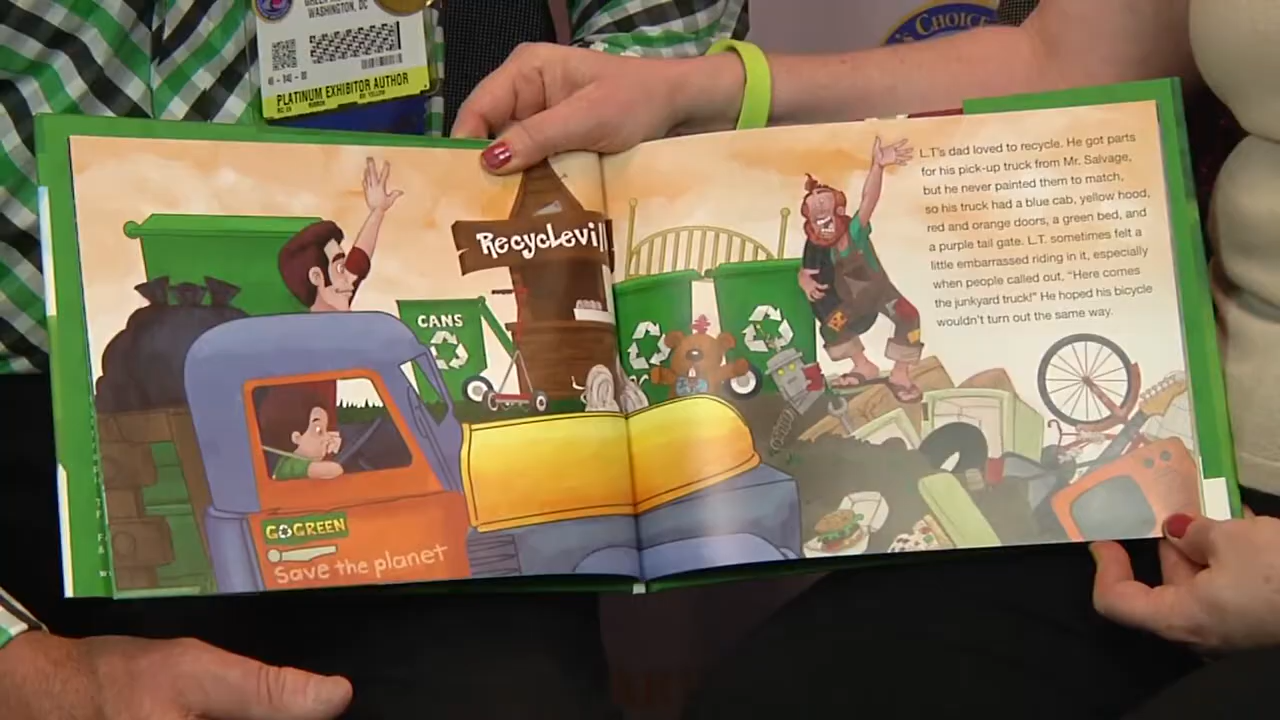 WASHINGTON, DC
PLATINUM EXHIBITOR AUTHOR
'S CHOICE
Recyclevil
CANS
GO GREEN
Save the planet
L.T's dad loved to recycle. He got parts
for his pick-up truck from Mr. Salvage,
but he never painted them to match,
so his truck had a blue cab, yellow hood,
red and orange doors, a green bed, and
a purple tail gate. L.T. sometimes felt a
little embarrassed riding in it, especially
when people called out, "Here comes
the junkyard truck!" He hoped his bicycle
wouldn't turn out the same way.